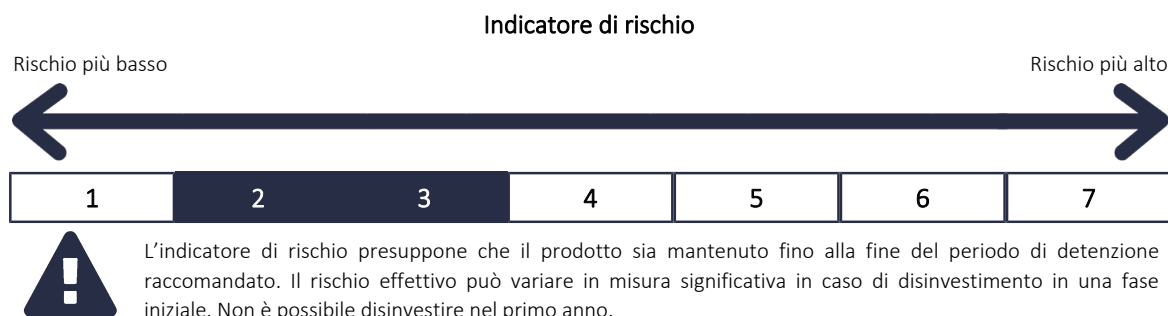 Indicatore di rischio
Rischio più basso
Rischio più alto
1 2 3 4 5 6 7
L'indicatore di rischio presuppone che il prodotto sia mantenuto fino alla fine del periodo di detenzione
raccomandato. Il rischio effettivo può variare in misura significativa in caso di disinvestimento in una fase
iniziale. Non è possibile disinvestire nel primo anno.